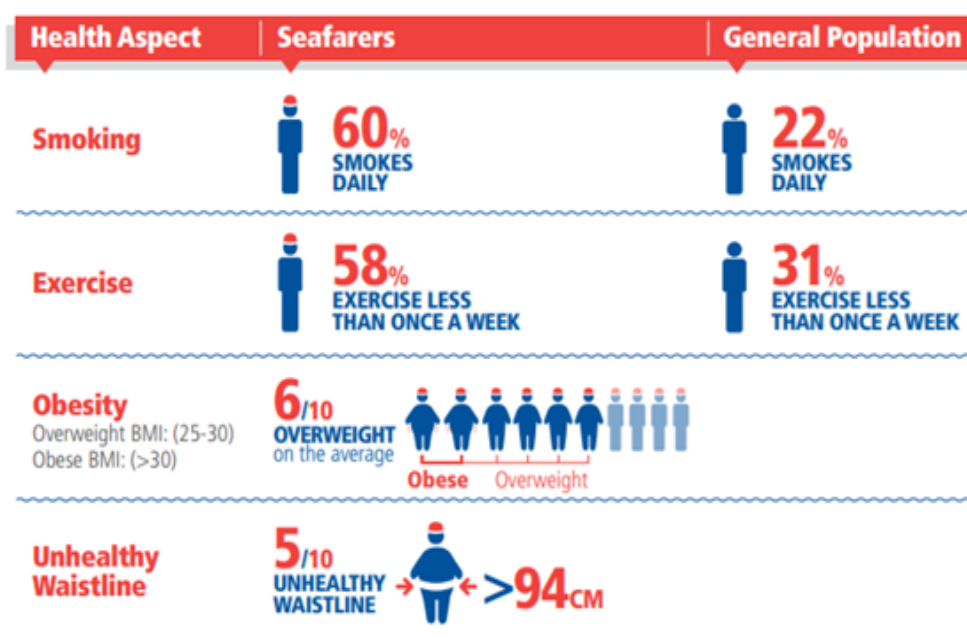 Health Aspect
Seafarers
General Population
Smoking
60%
SMOKES
DAILY
22%
SMOKES
DAILY
Exercise
58%
EXERCISE LESS
THAN ONCE A WEEK
31%
EXERCISE LESS
THAN ONCE A WEEK
Obesity
Overweight BMI: (25-30)
Obese BMI: (>30)
6/10
OVERWEIGHT
on the average
Obese
Overweight
Unhealthy
Waistline
5/10
UNHEALTHY
WAISTLINE
>94CM